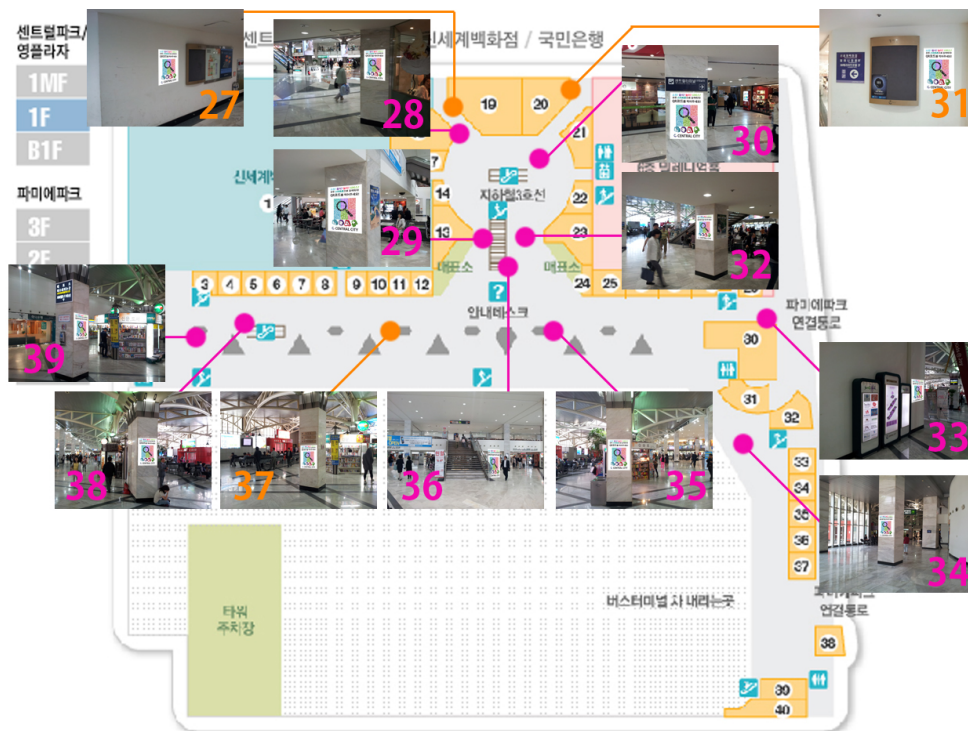 센트럴파크/
영플라자
1MF
1F
B1F
파미에파크
3F
2F
센트
신세계백화점 / 국민은행
27
28
29
30
31
32
33
34
35
36
37
38
39
19
20
21
22
23
14
13
지하철3호선
매표소
매표소
3
4
5
6
7
8
9
10
11
12
24
25
안내데스크
?
파미에파크
연결통로
30
31
32
33
34
35
36
37
38
39
40
타워
주차장
버스터미널 차 내리는곳
연결통로
CENTRAL CITY